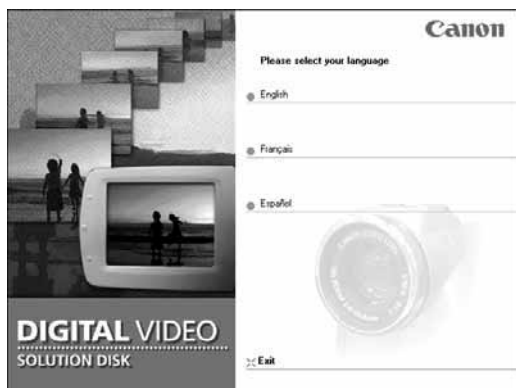 Canon
Please select your language
English
Français
Español
Exit
DIGITAL VIDEO
SOLUTION DISK